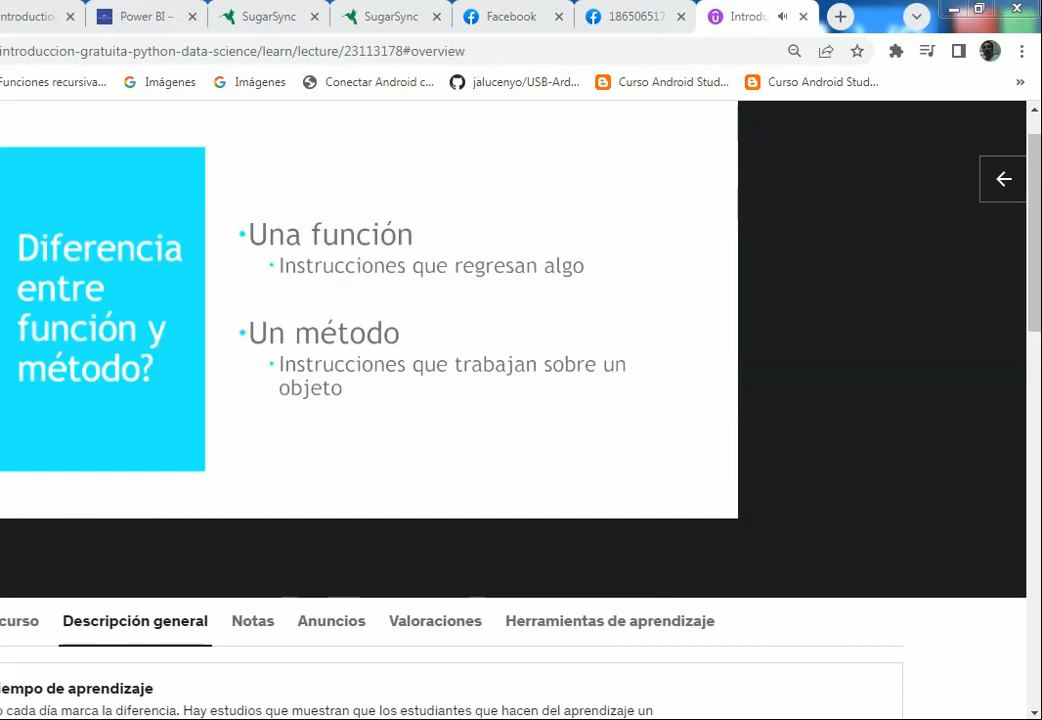 introductio
Power BI –
SugarSync
SugarSync
Facebook
186506517
Introdu
introduccion-gratuita-python-data-science/learn/lecture/23113178#overview
Funciones recursiva...
Imágenes
Imágenes
Conectar Android c...
jalucenyo/USB-Ard...
Curso Android Stud...
Curso Android Stud...
»
Diferencia
entre
función y
método?
•Una función
•Instrucciones que regresan algo
•Un método
•Instrucciones que trabajan sobre un
objeto
curso
Descripción general
Notas
Anuncios
Valoraciones
Herramientas de aprendizaje
iempo de aprendizaje
o cada día marca la diferencia. Hay estudios que muestran que los estudiantes que hacen del aprendizaje un